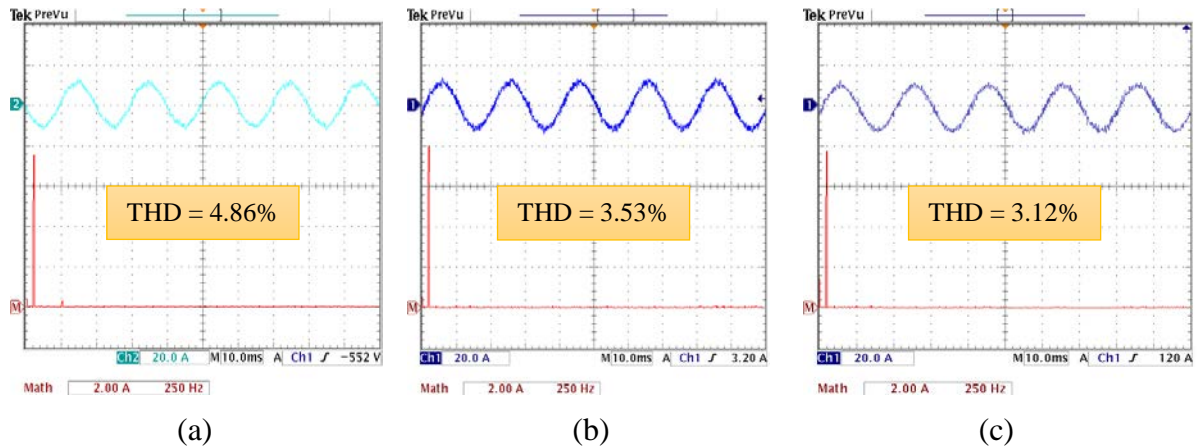 Tek PreVu
2
THD = 4.86%
M
Ch2 20.0 A M 10.0ms A Ch1 ʃ −552 V
Math 2.00 A 250 Hz
(a)
Tek PreVu
1
THD = 3.53%
M
Ch1 20.0 A M 10.0ms A Ch1 ʃ 3.20 A
Math 2.00 A 250 Hz
(b)
Tek PreVu
1
THD = 3.12%
M
Ch1 20.0 A M 10.0ms A Ch1 ʃ 120 A
Math 2.00 A 250 Hz
(c)